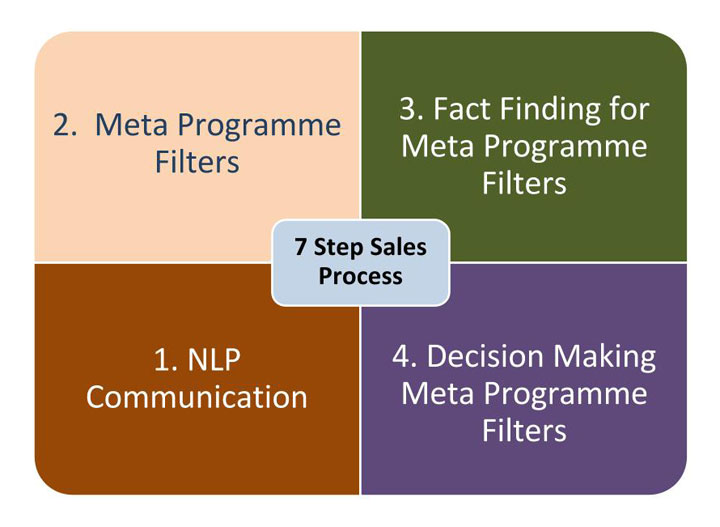 2. Meta Programme
Filters
3. Fact Finding for
Meta Programme
Filters
7 Step Sales
Process
1. NLP
Communication
4. Decision Making
Meta Programme
Filters